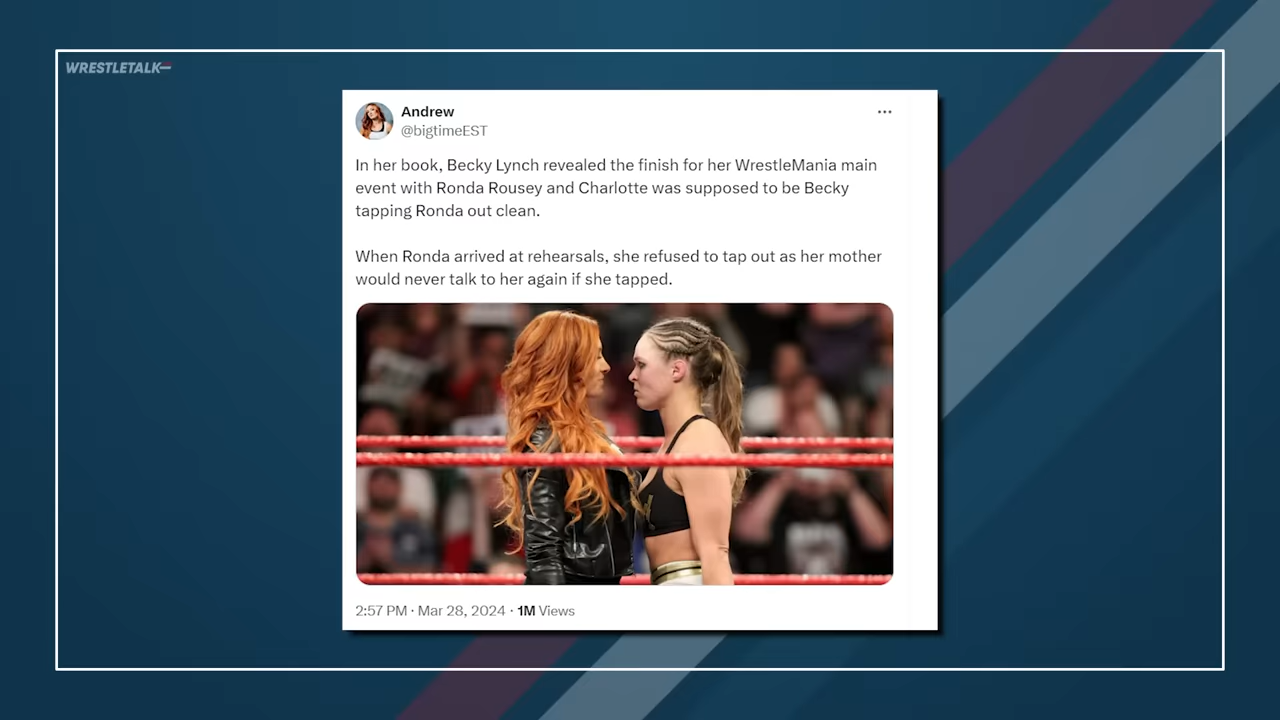 WRESTLETALK
Andrew
@bigtimeEST
In her book, Becky Lynch revealed the finish for her WrestleMania main
event with Ronda Rousey and Charlotte was supposed to be Becky
tapping Ronda out clean.
When Ronda arrived at rehearsals, she refused to tap out as her mother
would never talk to her again if she tapped.
2:57 PM · Mar 28, 2024 · 1M Views